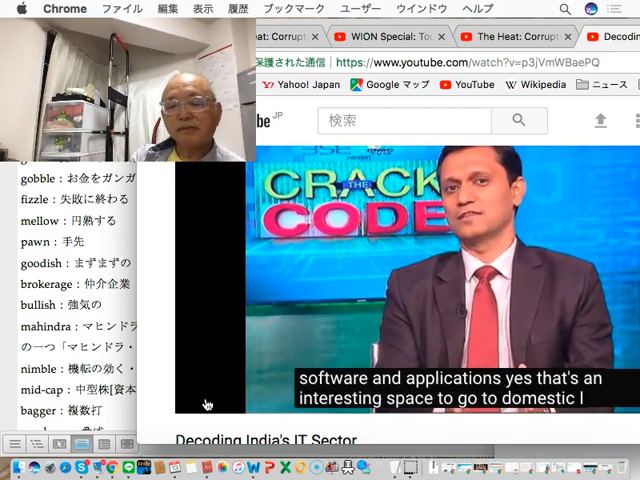 Chrome ファイル 編集 表示 履歴 ブックマーク ユーザー ウインドウ ヘルプ
eat: Corrupt
WION Special: Tou
The Heat: Corrupt
Decodin
保護された通信 | https://www.youtube.com/watch?v=p3jVmWBaePQ
Yahoo! Japan Google マップ YouTube Wikipedia ニュース
be JP
検索
BSE
PRESENT
CRACK
THE
CODE
gobble：お金をガンガ
fizzle：失敗に終わる
mellow：円熟する
pawn：手先
goodish：まずまずの
brokerage：仲介企業
bullish：強気の
mahindra：マヒンドラ
の一つ「マヒンドラ・
nimble：機転の効く・
mid-cap：中型株[資本
bagger：複数打
software and applications yes that's an
interesting space to go to domestic I
Decoding India's IT Sector